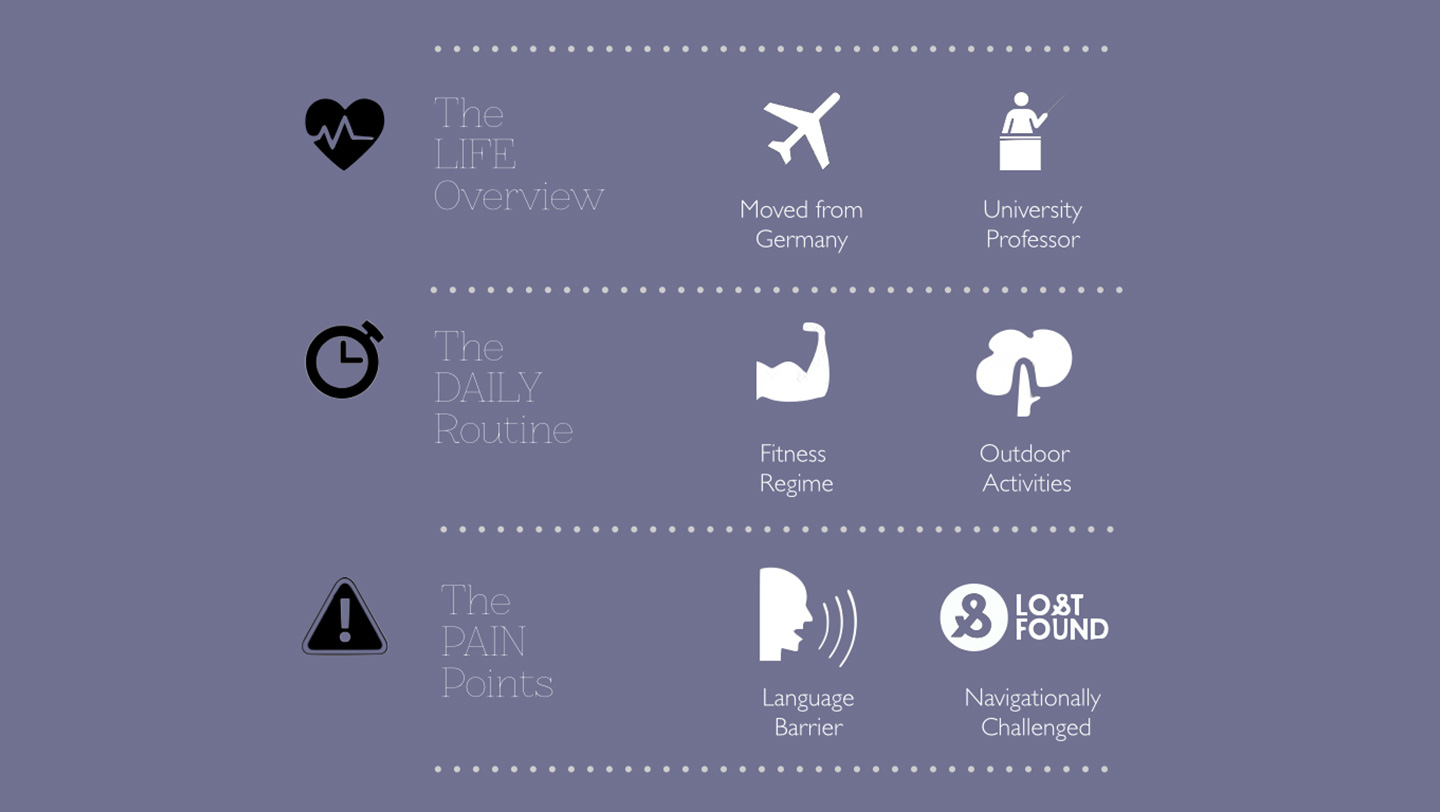 The
LIFE
Overview
Moved from
Germany
University
Professor
The
DAILY
Routine
Fitness
Regime
Outdoor
Activities
The
PAIN
Points
&
LO&T
FOUND
Language
Barrier
Navigationally
Challenged